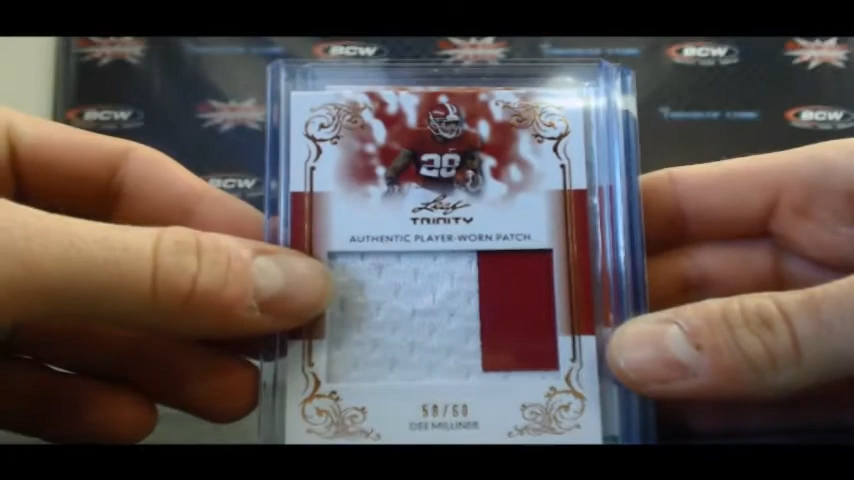 BCW
BCW
BCW
BCW
BCW
28
Leaf
TRINITY
AUTHENTIC PLAYER-WORN PATCH
58/60
DEE MILLINER